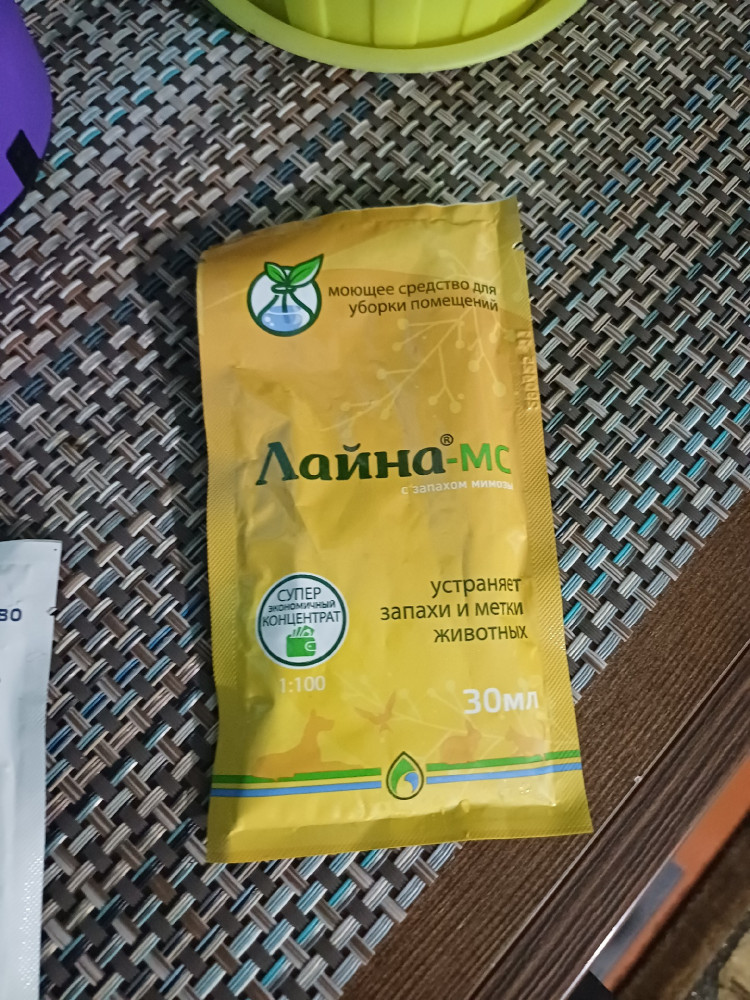 моющее средство для
уборки помещений
Лайна®-МС
с запахом мимозы
СУПЕР
экономичный
КОНЦЕНТРАТ
1:100
устраняет
запахи и метки
животных
30мл
во